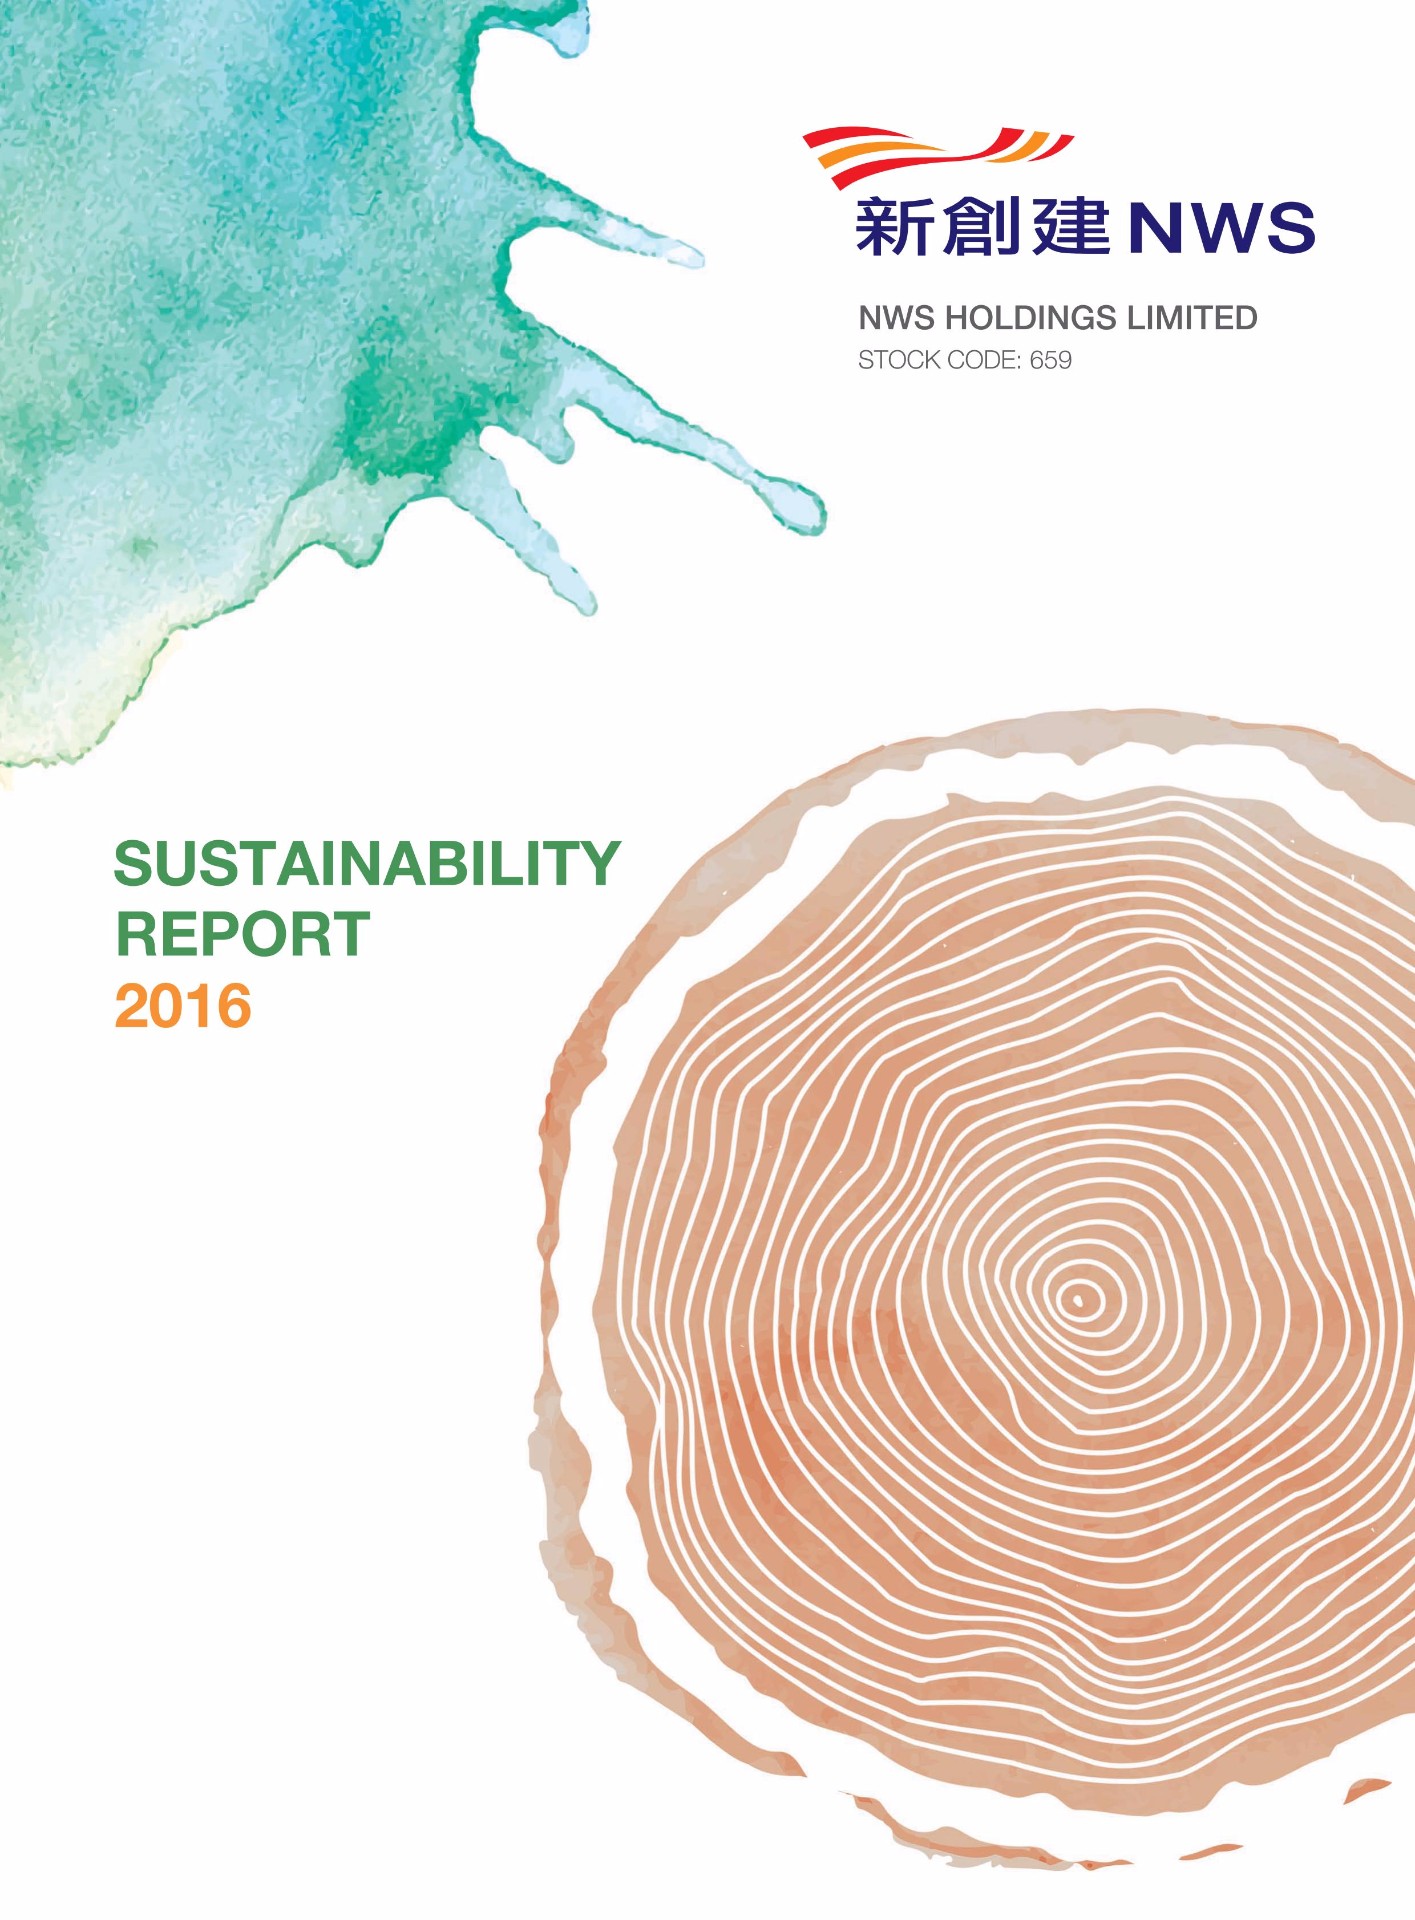 新創建 NWS
NWS HOLDINGS LIMITED
STOCK CODE: 659
SUSTAINABILITY
REPORT
2016